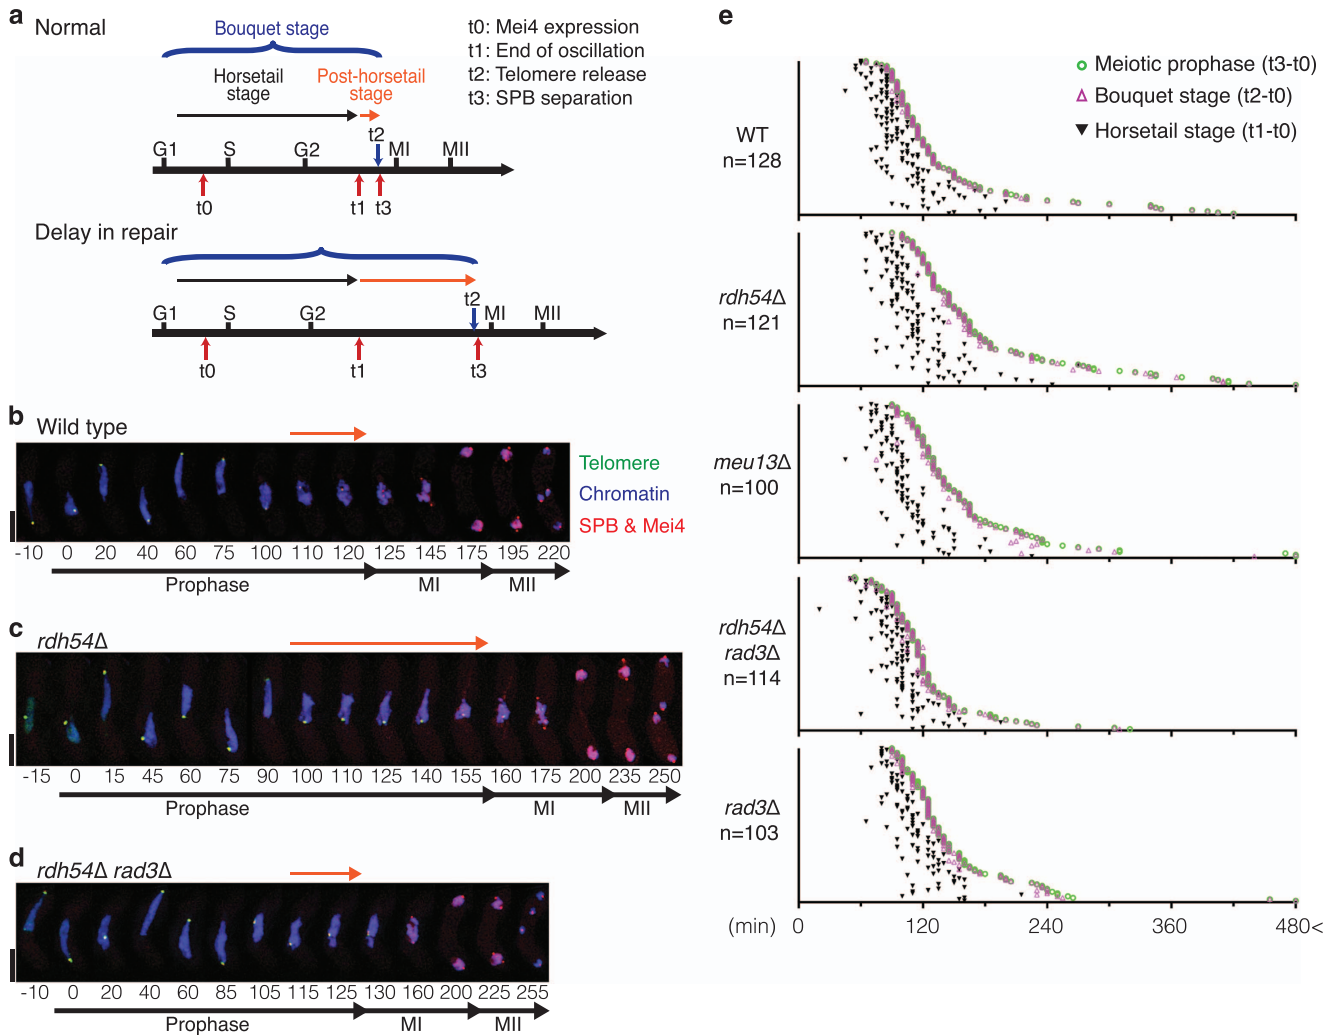 a
Normal
Bouquet stage
Horsetail
stage
Post-horsetail
stage
t0: Mei4 expression
t1: End of oscillation
t2: Telomere release
t3: SPB separation
t2
G1 S G2 MI MII
t0 t1 t3
Delay in repair
t2
G1 S G2 MI MII
t0 t1 t3
b
Wild type
Telomere
Chromatin
SPB & Mei4
-10 0 20 40 60 75 100 110 120 125 145 175 195 220
Prophase MI MII
c
rdh54Δ
-15 0 15 45 60 75 90 100 110 125 140 155 160 175 200 235 250
Prophase MI MII
d
rdh54Δ rad3Δ
-10 0 20 40 60 85 105 115 125 130 160 200 225 255
Prophase MI MII
e
Meiotic prophase (t3-t0)
Bouquet stage (t2-t0)
Horsetail stage (t1-t0)
WT
n=128
rdh54Δ
n=121
meu13Δ
n=100
rdh54Δ
rad3Δ
n=114
rad3Δ
n=103
(min) 0 120 240 360 480<